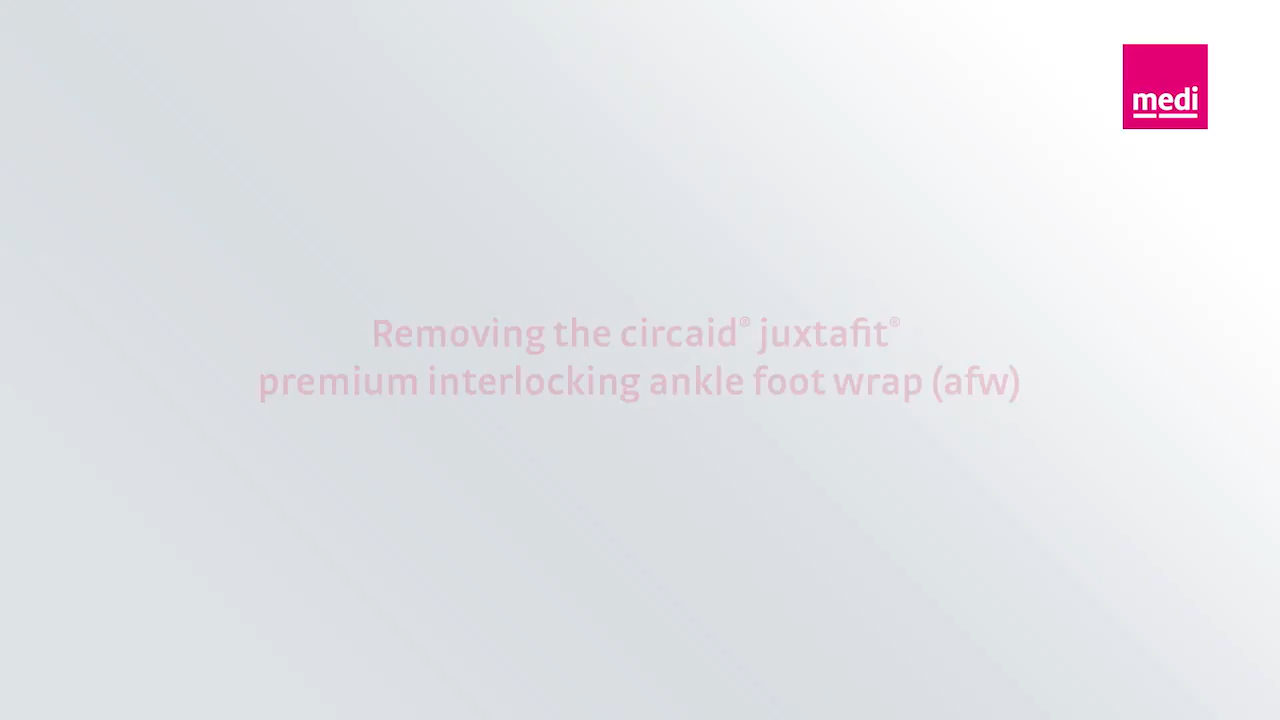 medi
Removing the circaid® juxtafit®
premium interlocking ankle foot wrap (afw)